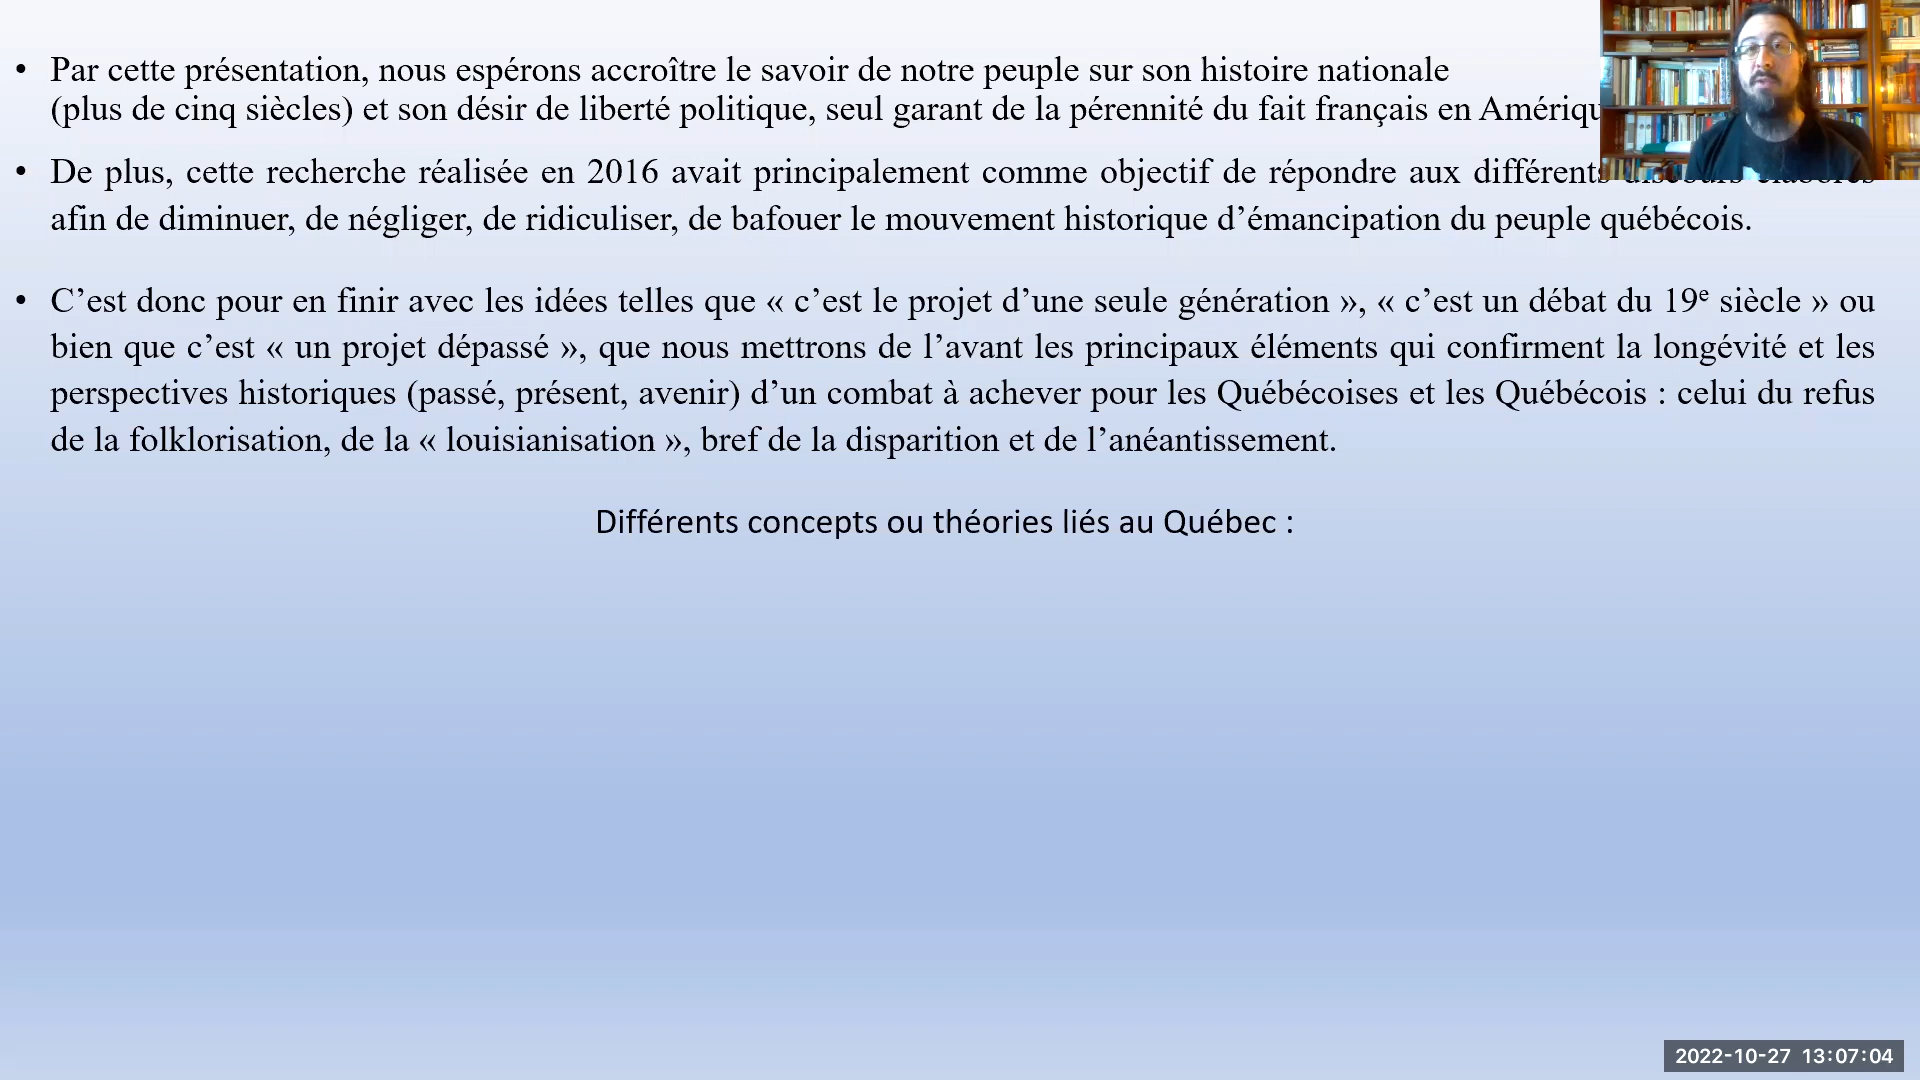 • Par cette présentation, nous espérons accroître le savoir de notre peuple sur son histoire nationale
(plus de cinq siècles) et son désir de liberté politique, seul garant de la pérennité du fait français en
• De plus, cette recherche réalisée en 2016 avait principalement comme objectif de répondre aux différents
afin de diminuer, de négliger, de ridiculiser, de bafouer le mouvement historique d’émancipation du peuple québécois.
• C’est donc pour en finir avec les idées telles que « c’est le projet d’une seule génération », « c’est un débat du 19e siècle » ou
bien que c’est « un projet dépassé », que nous mettrons de l’avant les principaux éléments qui confirment la longévité et les
perspectives historiques (passé, présent, avenir) d’un combat à achever pour les Québécoises et les Québécois : celui du refus
de la folklorisation, de la « louisianisation », bref de la disparition et de l’anéantissement.
Différents concepts ou théories liés au Québec :
2022-10-27 13:07:04